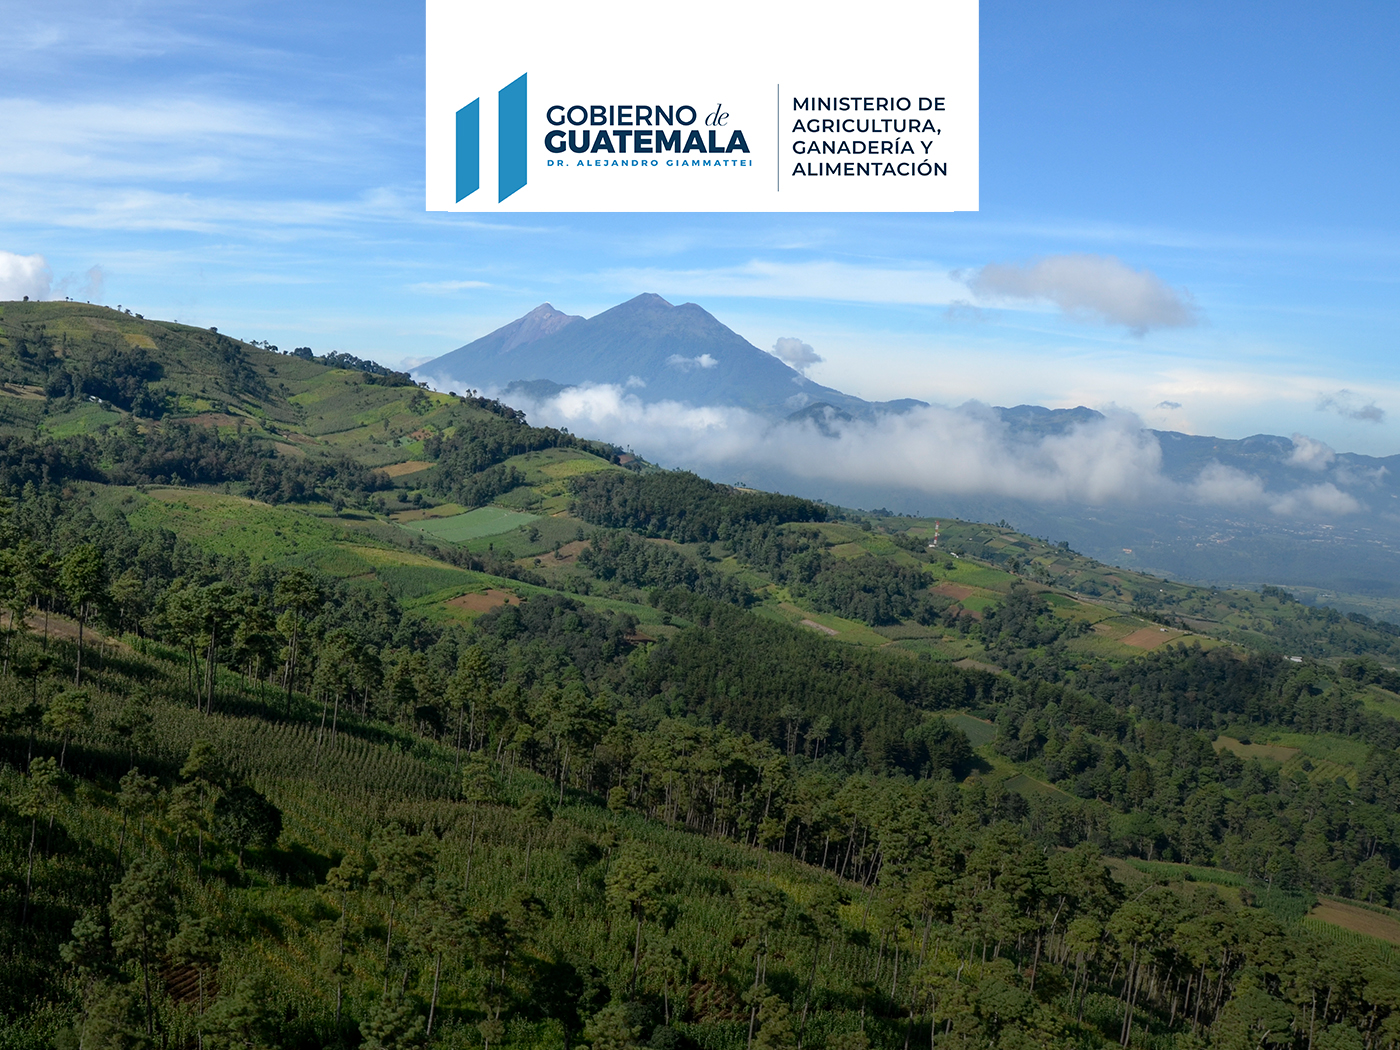 GOBIERNO de
GUATEMALA
DR. ALEJANDRO GIAMMATTEI
MINISTERIO DE
AGRICULTURA,
GANADERÍA Y
ALIMENTACIÓN